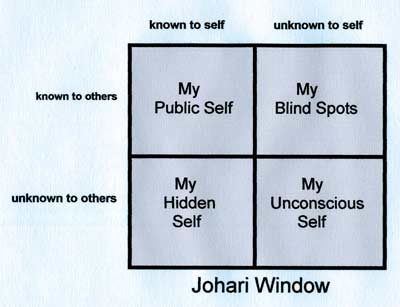 known to self
unknown to self
known to others
My
Public Self
My
Blind Spots
unknown to others
My
Hidden
Self
My
Unconscious
Self
Johari Window